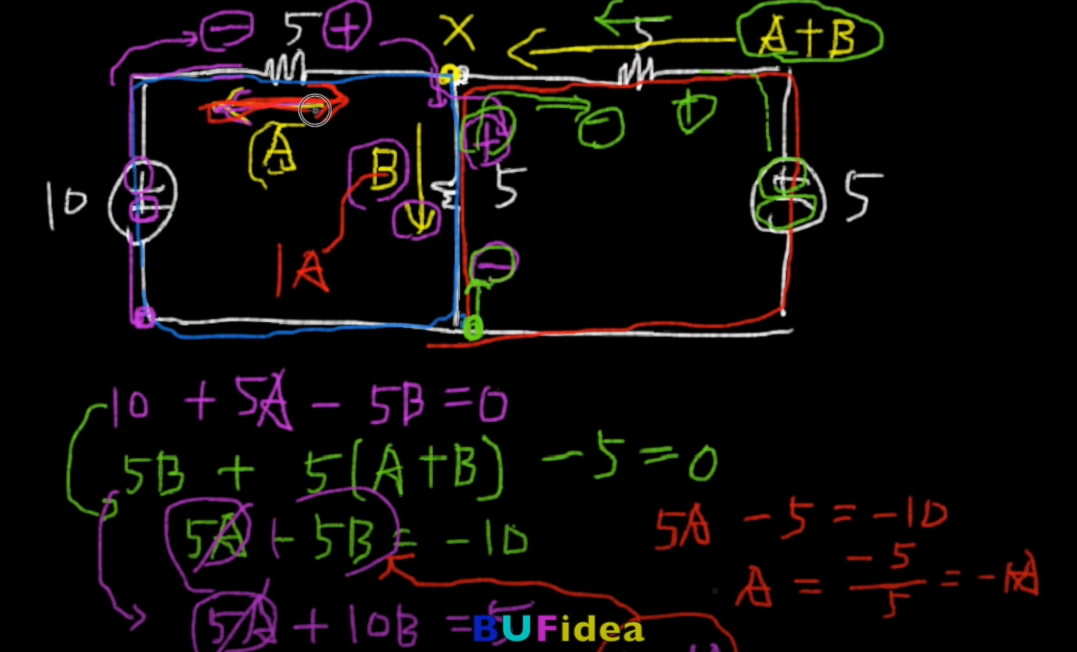 − 5 + X 5 A+B
A + − +
10 B 5 5
1A −
10 + 5A − 5B = 0
5B + 5(A+B) − 5 = 0
5A − 5B = −10
5A − 5 = −10
A = −5/5 = −1A
5A + 10B = 5
BUFidea